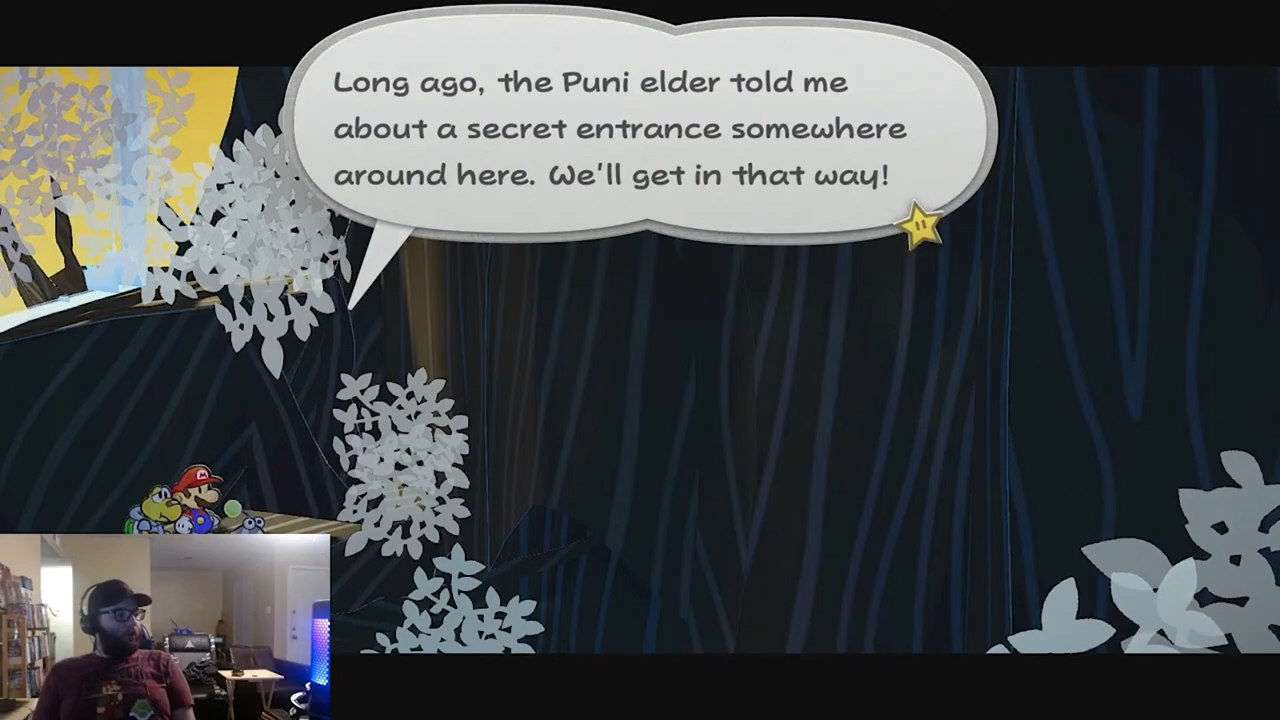 Long ago, the Puni elder told me
about a secret entrance somewhere
around here. We'll get in that way!